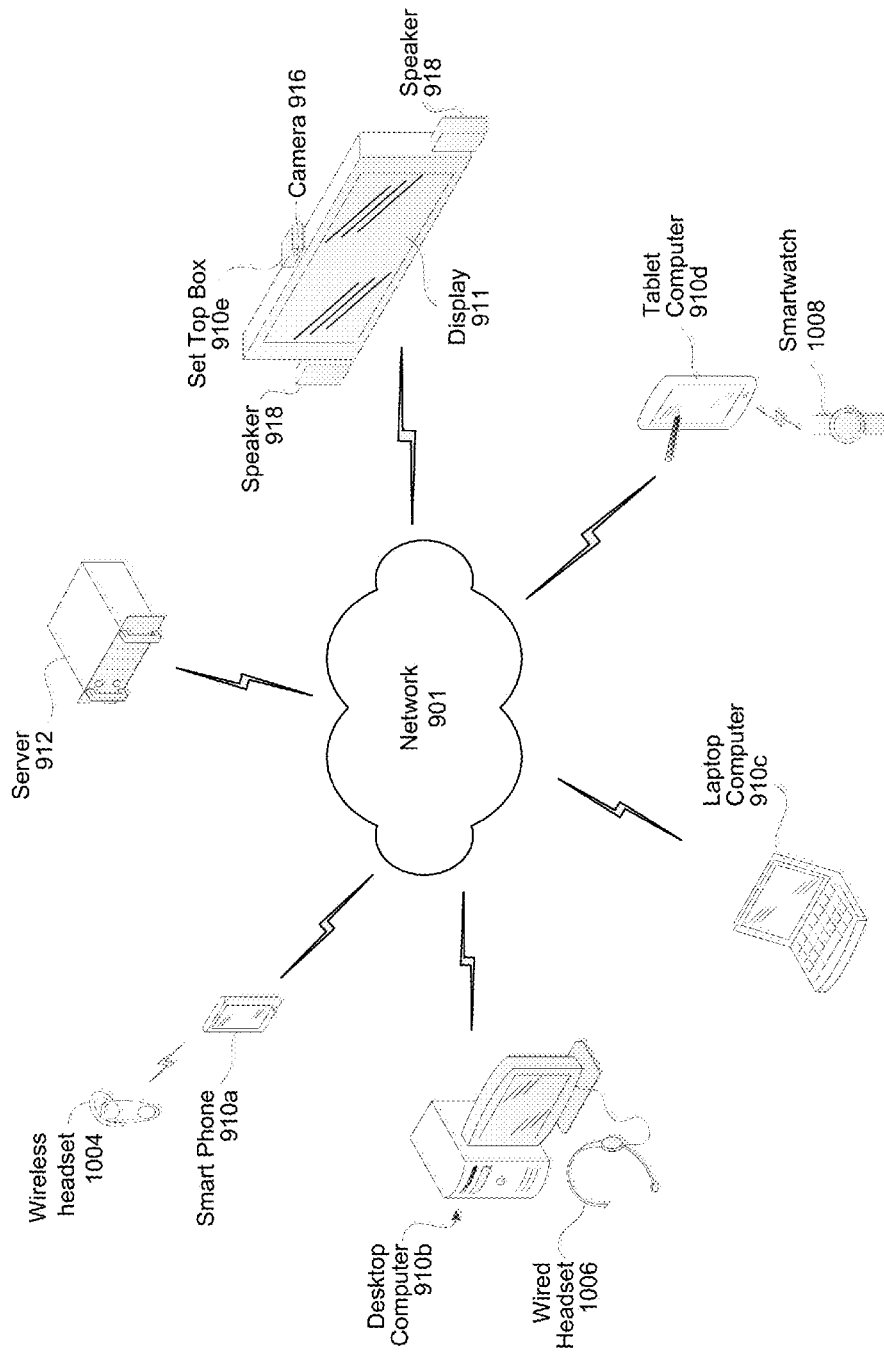 Wireless
headset
1004
Smart Phone
910a
Server
912
Speaker
918
Set Top Box
910e
Camera 916
Speaker
918
Display
911
Network
901
Desktop
Computer
910b
Wired
Headset
1006
Laptop
Computer
910c
Tablet
Computer
910d
Smartwatch
1008